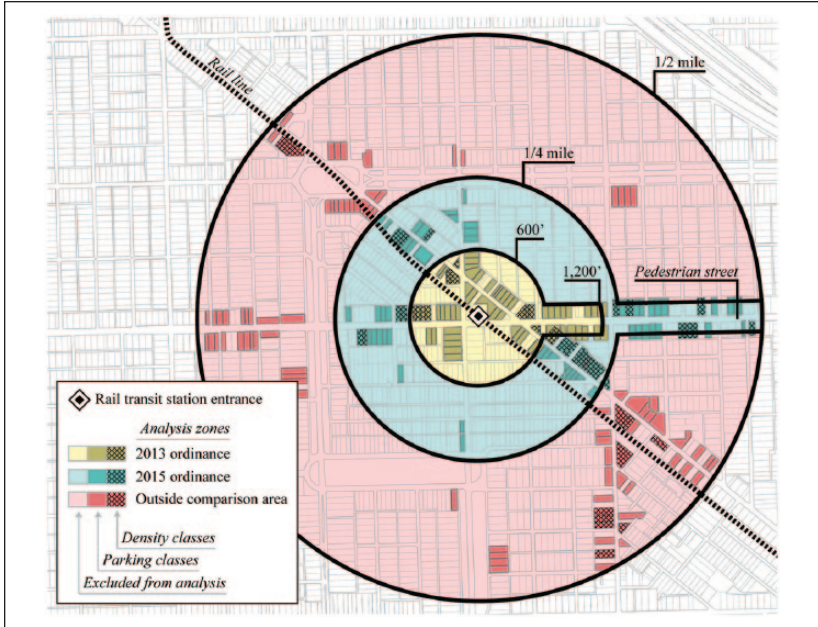 Rail line
1/2 mile
1/4 mile
600'
1,200'
Pedestrian street
Rail transit station entrance
Analysis zones
2013 ordinance
2015 ordinance
Outside comparison area
Density classes
Parking classes
Excluded from analysis